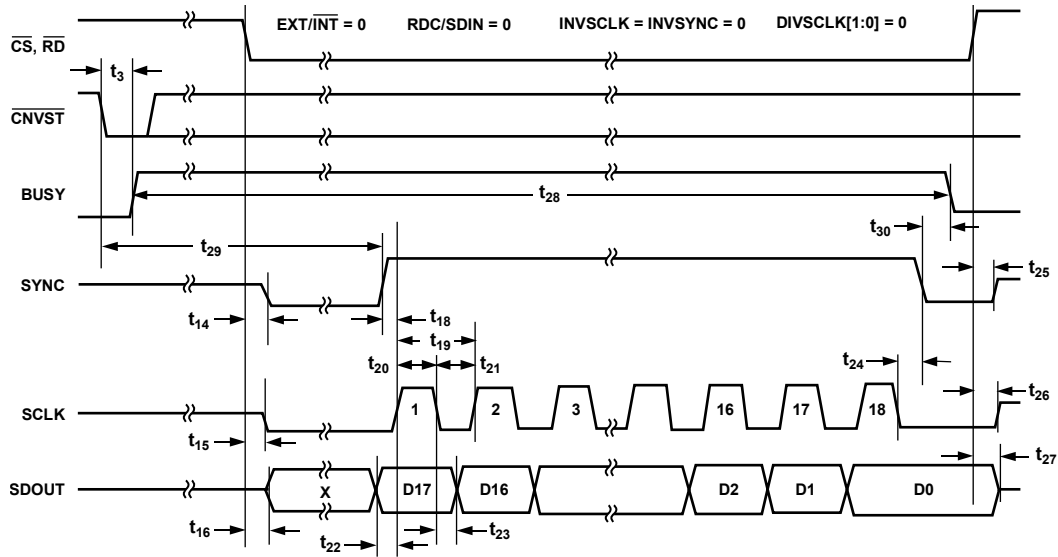 EXT/INT = 0 RDC/SDIN = 0 INVSCLK = INVSYNC = 0 DIVSCLK[1:0] = 0
CS, RD
t3
CNVST
BUSY
t28
t30
t29
t25
SYNC
t14
t18
t19
t20 t21
t24
t26
SCLK
1 2 3 16 17 18
t15
t27
SDOUT
X D17 D16 D2 D1 D0
t16
t23
t22